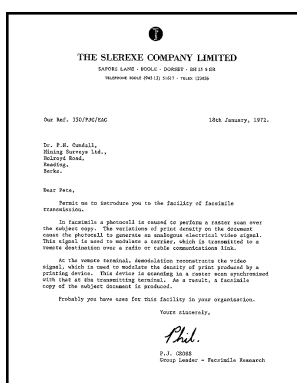 THE SLEREXE COMPANY LIMITED
SAPORS LANE - BOOLE - DORSET - BH 25 8 ER
TELEPHONE BOOLE (945 13) 51617 - TELEX 123456
Our Ref. 350/PJC/EAC
18th January, 1972.
Dr. P.N. Cundall,
Mining Surveys Ltd.,
Holroyd Road,
Reading,
Berks.
Dear Pete,
Permit us to introduce you to the facility of facsimile
transmission.
In facsimile a photocell is caused to perform a raster scan over
the subject copy. The variations of print density on the document
cause the photocell to generate an analogous electrical video signal.
This signal is used to modulate a carrier, which is transmitted to a
remote destination over a radio or cable communications link.
At the remote terminal, demodulation reconstructs the video
signal, which is used to modulate the density of print produced by a
printing device. This device is scanning in a raster scan synchronised
with that at the transmitting terminal. As a result, a facsimile
copy of the subject document is produced.
Probably you have uses for this facility in your organisation.
Yours sincerely,
Phil.
P.J. CROSS
Group Leader - Facsimile Research